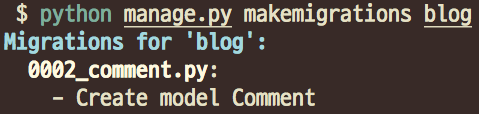 $ python manage.py makemigrations blog
Migrations for 'blog':
0002_comment.py:
- Create model Comment